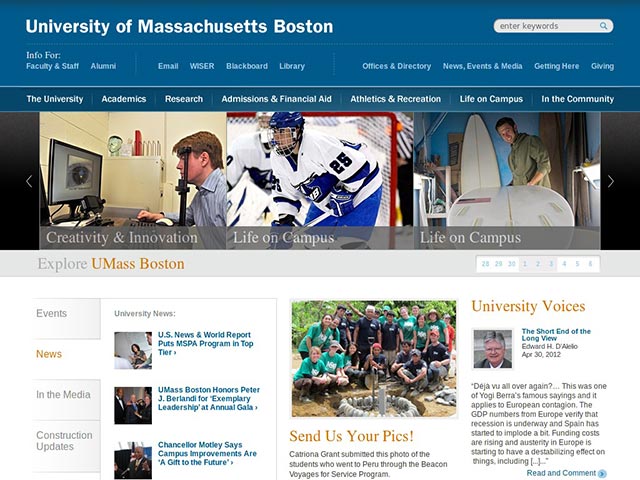 University of Massachusetts Boston
enter keywords
Info For:
Faculty & Staff Alumni Email WISER Blackboard Library Offices & Directory News, Events & Media Getting Here Giving
The University Academics Research Admissions & Financial Aid Athletics & Recreation Life on Campus In the Community
25
Creativity & Innovation Life on Campus Life on Campus
Explore UMass Boston
28 29 30 1 2 3 4 5 6
Events
News
In the Media
Construction
Updates
University News:
U.S. News & World Report
Puts MSPA Program in Top
Tier ›
UMass Boston Honors Peter
J. Berlandi for 'Exemplary
Leadership' at Annual Gala ›
Chancellor Motley Says
Campus Improvements Are
'A Gift to the Future' ›
Send Us Your Pics!
Catriona Grant submitted this photo of the
students who went to Peru through the Beacon
Voyages for Service Program.
University Voices
The Short End of the
Long View
Edward H. D'Alelio
Apr 30, 2012
"Déjà vu all over again?… This was one
of Yogi Berra's famous sayings and it
applies to European contagion. The
GDP numbers from Europe verify that
recession is underway and Spain has
started to implode a bit. Funding costs
are rising and austerity in Europe is
starting to have a destabilizing effect on
things, including [...]..."
Read and Comment